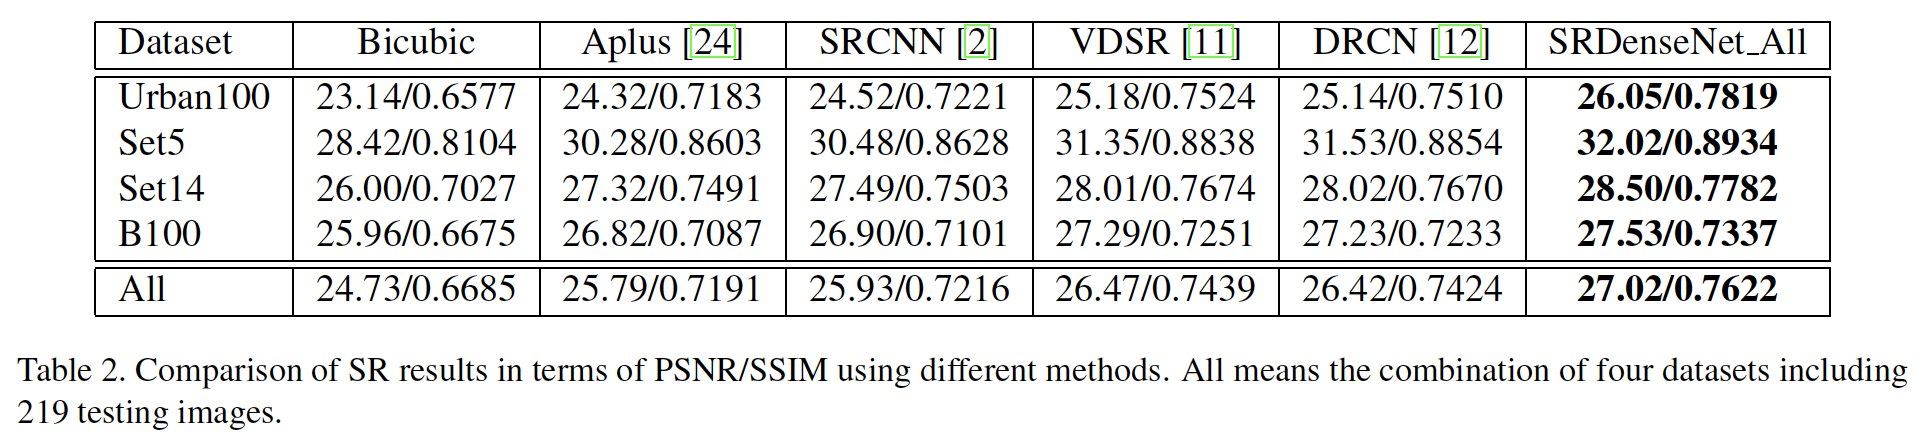 Dataset Bicubic Aplus [24] SRCNN [2] VDSR [11] DRCN [12] SRDenseNet_All
Urban100 23.14/0.6577 24.32/0.7183 24.52/0.7221 25.18/0.7524 25.14/0.7510 26.05/0.7819
Set5 28.42/0.8104 30.28/0.8603 30.48/0.8628 31.35/0.8838 31.53/0.8854 32.02/0.8934
Set14 26.00/0.7027 27.32/0.7491 27.49/0.7503 28.01/0.7674 28.02/0.7670 28.50/0.7782
B100 25.96/0.6675 26.82/0.7087 26.90/0.7101 27.29/0.7251 27.23/0.7233 27.53/0.7337
All 24.73/0.6685 25.79/0.7191 25.93/0.7216 26.47/0.7439 26.42/0.7424 27.02/0.7622
Table 2. Comparison of SR results in terms of PSNR/SSIM using different methods. All means the combination of four datasets including
219 testing images.